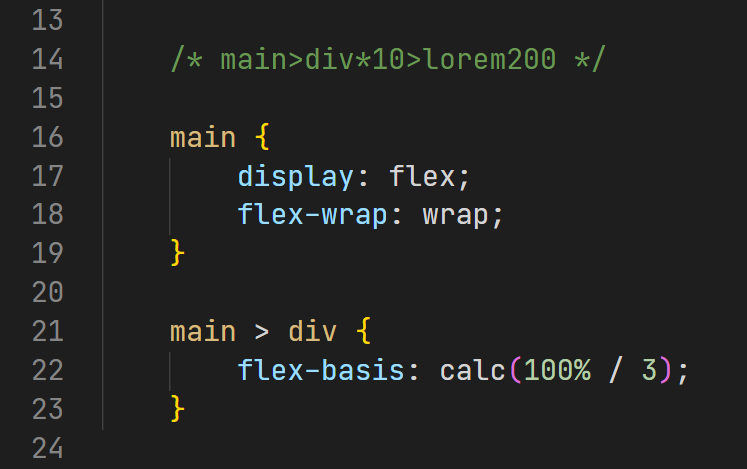 13
14 /* main>div*10>lorem200 */
15
16 main {
17 display: flex;
18 flex-wrap: wrap;
19 }
20
21 main > div {
22 flex-basis: calc(100% / 3);
23 }
24